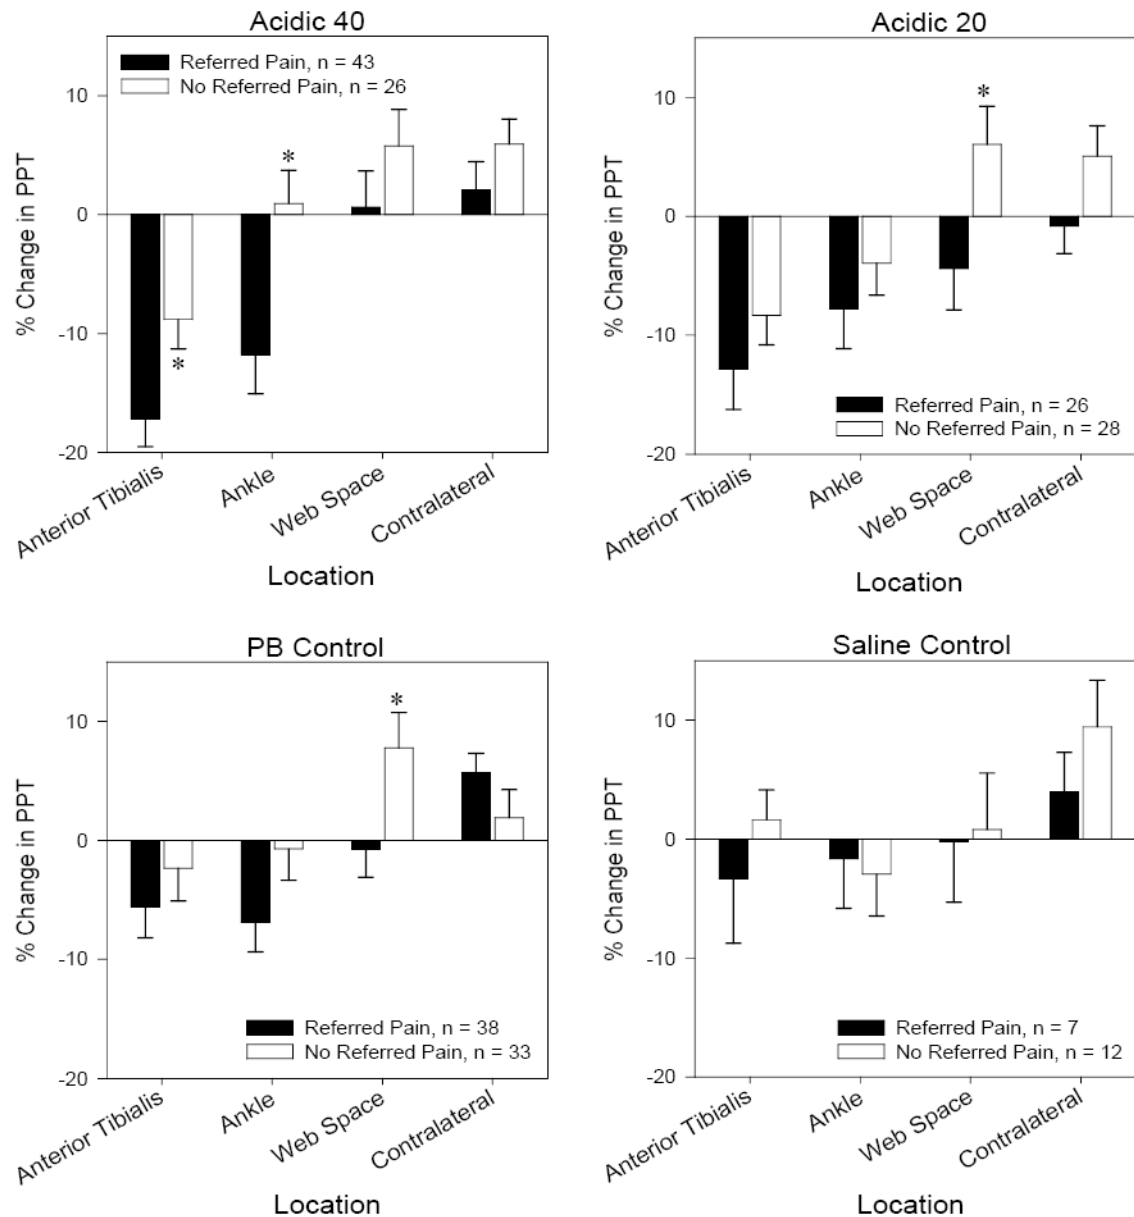 Acidic 40
Referred Pain, n = 43
No Referred Pain, n = 26
*
*
10
0
-10
-20
% Change in PPT
Anterior Tibialis
Ankle
Web Space
Contralateral
Location
Acidic 20
*
10
0
-10
-20
% Change in PPT
Referred Pain, n = 26
No Referred Pain, n = 28
Anterior Tibialis
Ankle
Web Space
Contralateral
Location
PB Control
*
10
0
-10
-20
% Change in PPT
Referred Pain, n = 38
No Referred Pain, n = 33
Anterior Tibialis
Ankle
Web Space
Contralateral
Location
Saline Control
10
0
-10
-20
% Change in PPT
Referred Pain, n = 7
No Referred Pain, n = 12
Anterior Tibialis
Ankle
Web Space
Contralateral
Location